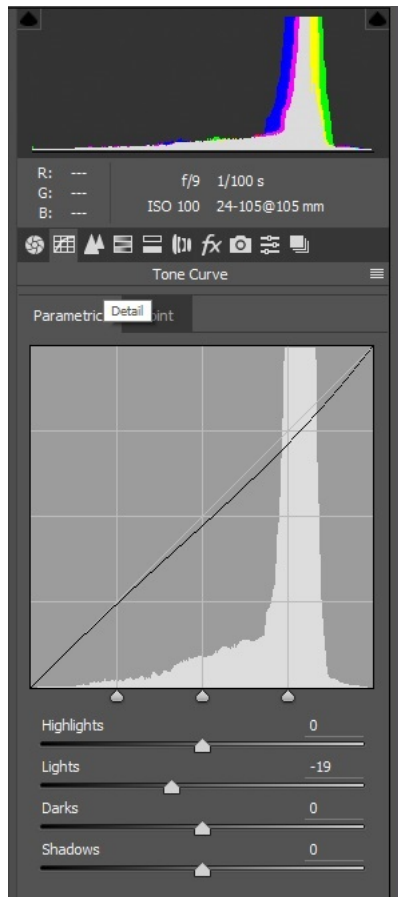 R: ---
G: ---
B: ---
f/9 1/100 s
ISO 100 24-105@105 mm
fx
Tone Curve
Parametric
Detail
Highlights 0
Lights -19
Darks 0
Shadows 0